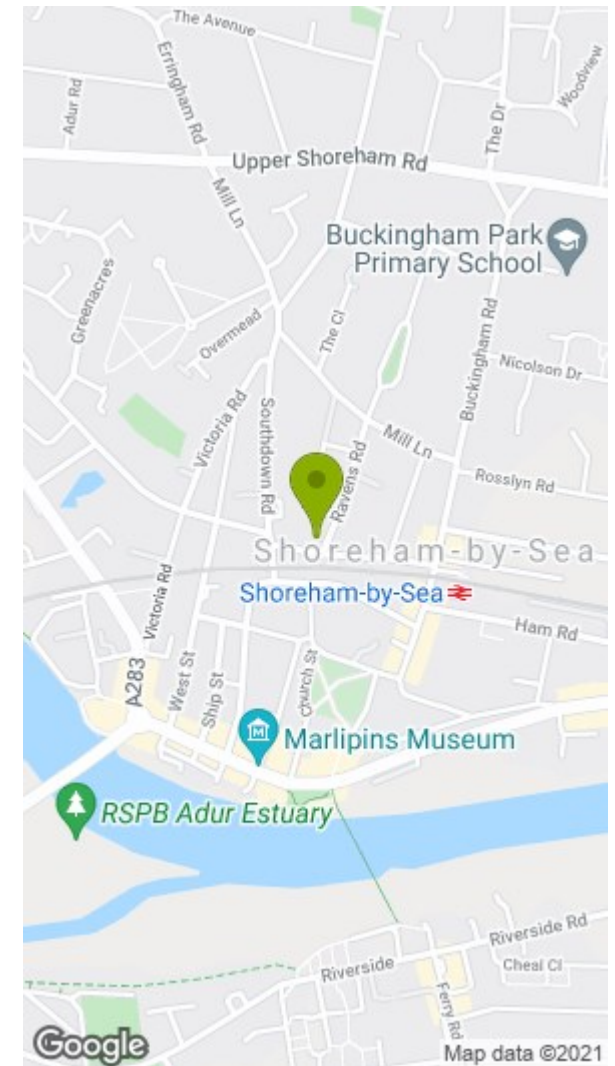 The Avenue
Erringham Rd
Adur Rd
Woodview
The Dr
Upper Shoreham Rd
Mill Ln
Buckingham Park
Primary School
Greenacres
Overmead
The Cl
Buckingham Rd
Nicolson Dr
Victoria Rd
Southdown Rd
Mill Ln
Ravens Rd
Rosslyn Rd
Shoreham-by-Sea
Shoreham-by-Sea
Victoria Rd
Ham Rd
A283
West St
Ship St
Church St
Marlipins Museum
RSPB Adur Estuary
Riverside Rd
Riverside
Cheal Cl
Ferry Rd
Google
Map data ©2021